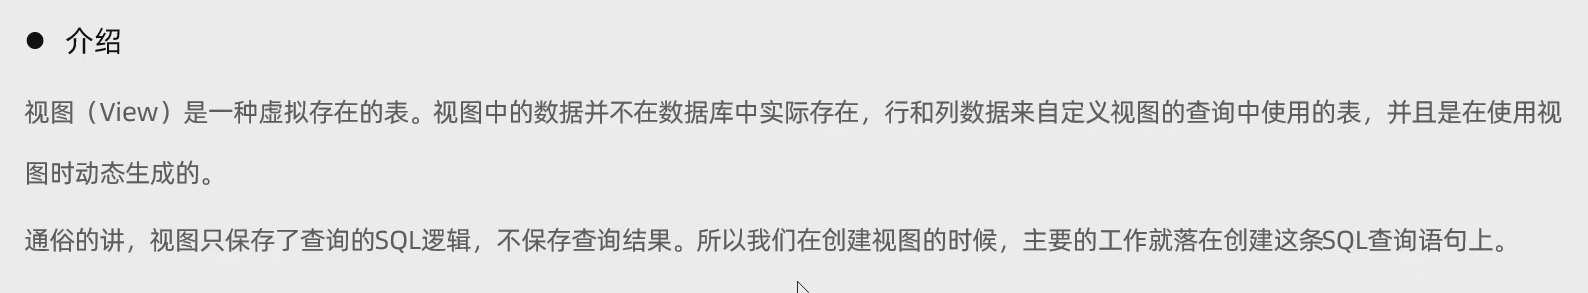 ● 介绍
视图（View）是一种虚拟存在的表。视图中的数据并不在数据库中实际存在，行和列数据来自定义视图的查询中使用的表，并且是在使用视
图时动态生成的。
通俗的讲，视图只保存了查询的SQL逻辑，不保存查询结果。所以我们在创建视图的时候，主要的工作就落在创建这条SQL查询语句上。